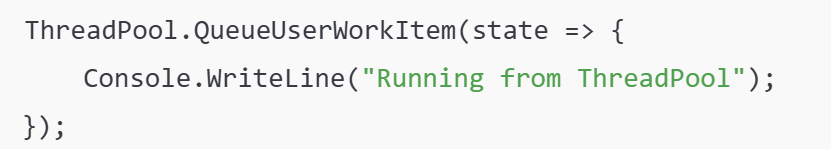 ThreadPool.QueueUserWorkItem(state => {
    Console.WriteLine("Running from ThreadPool");
});